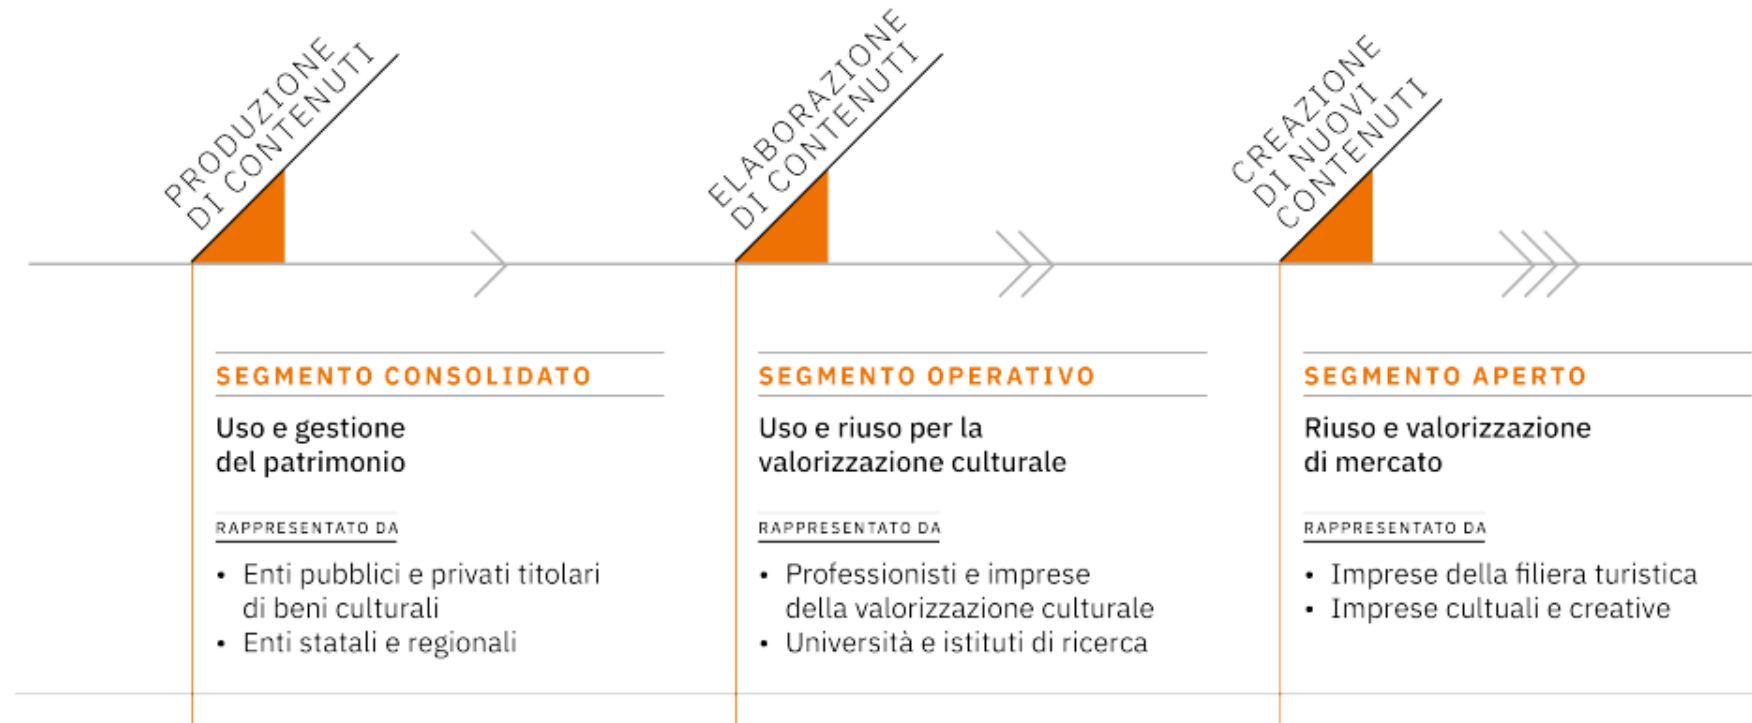 PRODUZIONE
DI CONTENUTI
ELABORAZIONE
DI CONTENUTI
CREAZIONE
DI NUOVI
CONTENUTI
SEGMENTO CONSOLIDATO
Uso e gestione
del patrimonio
RAPPRESENTATO DA
• Enti pubblici e privati titolari
di beni culturali
• Enti statali e regionali
SEGMENTO OPERATIVO
Uso e riuso per la
valorizzazione culturale
RAPPRESENTATO DA
• Professionisti e imprese
della valorizzazione culturale
• Università e istituti di ricerca
SEGMENTO APERTO
Riuso e valorizzazione
di mercato
RAPPRESENTATO DA
• Imprese della filiera turistica
• Imprese cultuali e creative